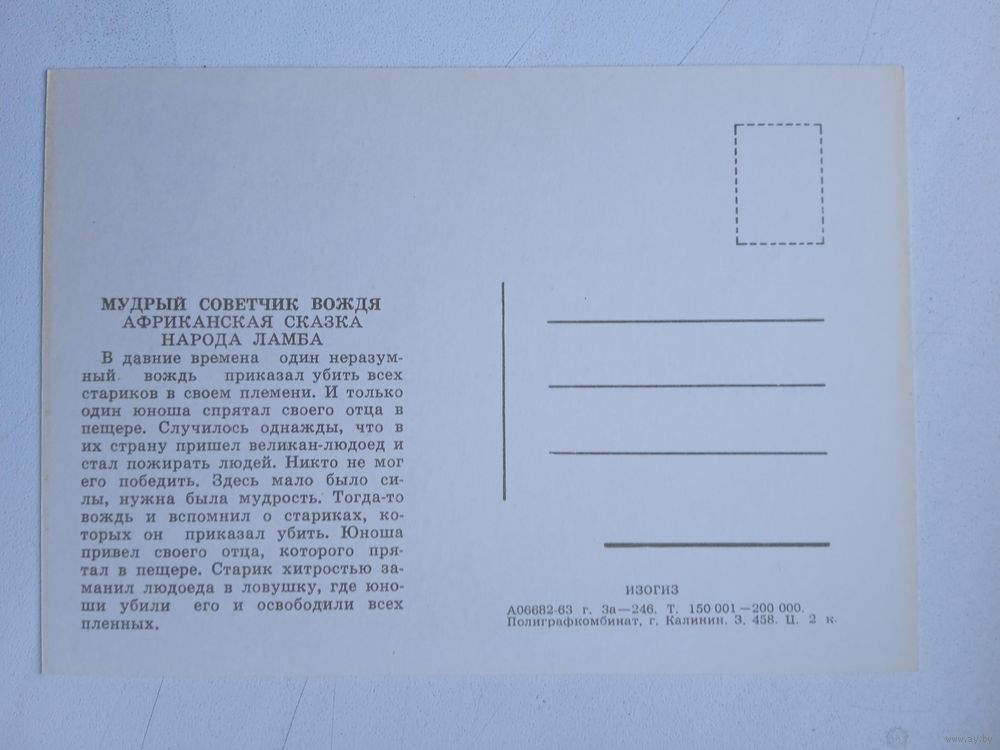 МУДРЫЙ СОВЕТЧИК ВОЖДЯ
АФРИКАНСКАЯ СКАЗКА
НАРОДА ЛАМБА
В давние времена один неразум-
ный вождь приказал убить всех
стариков в своем племени. И только
один юноша спрятал своего отца в
пещере. Случилось однажды, что в
их страну пришел великан-людоед и
стал пожирать людей. Никто не мог
его победить. Здесь мало было си-
лы, нужна была мудрость. Тогда-то
вождь и вспомнил о стариках, ко-
торых он приказал убить. Юноша
привел своего отца, которого пря-
тал в пещере. Старик хитростью за-
манил людоеда в ловушку, где юно-
ши убили его и освободили всех
пленных.
ИЗОГИЗ
А06682-63 г. За—246. Т. 150 001—200 000.
Полиграфкомбинат, г. Калинин. З. 458. Ц. 2 к.
www.ay.by